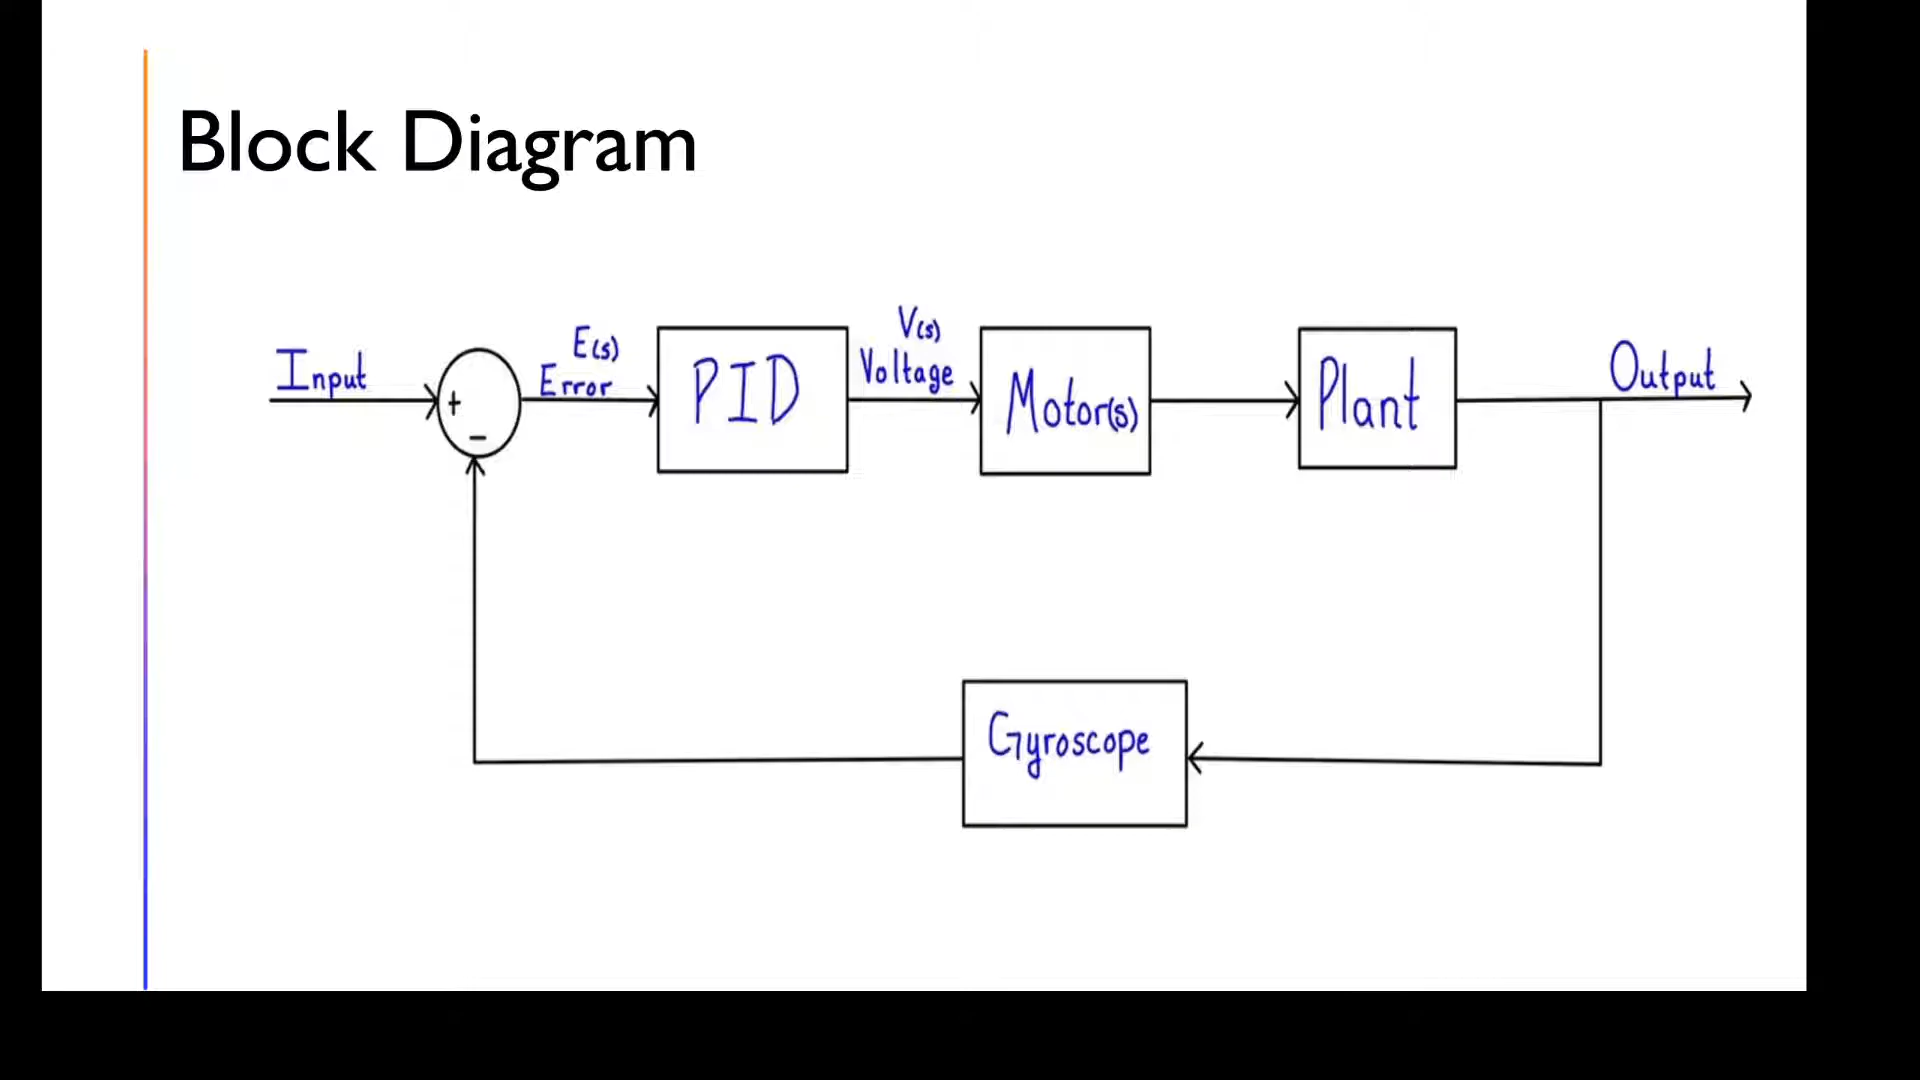 Block Diagram
Input
+
−
E(s)
Error
PID
V(s)
Voltage
Motor(s)
Plant
Output
Gyroscope